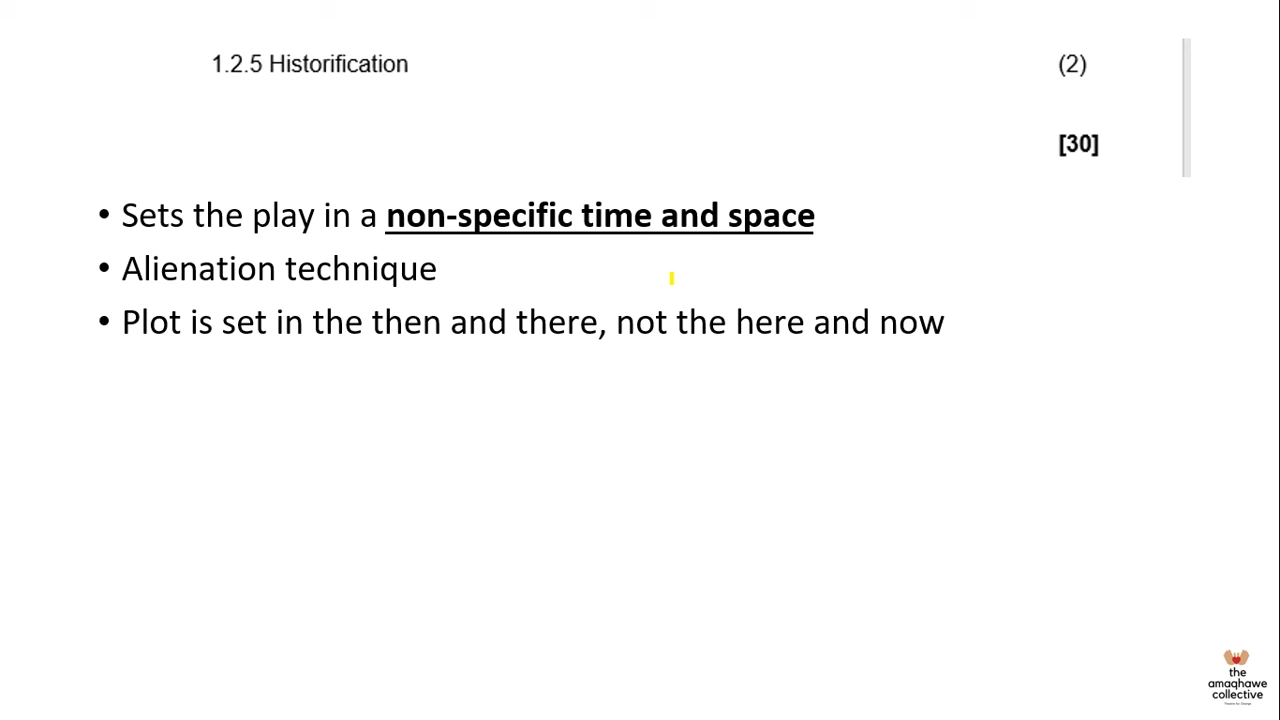 1.2.5 Historification (2)
[30]
• Sets the play in a non-specific time and space
• Alienation technique
• Plot is set in the then and there, not the here and now
the
amaqhawe
collective